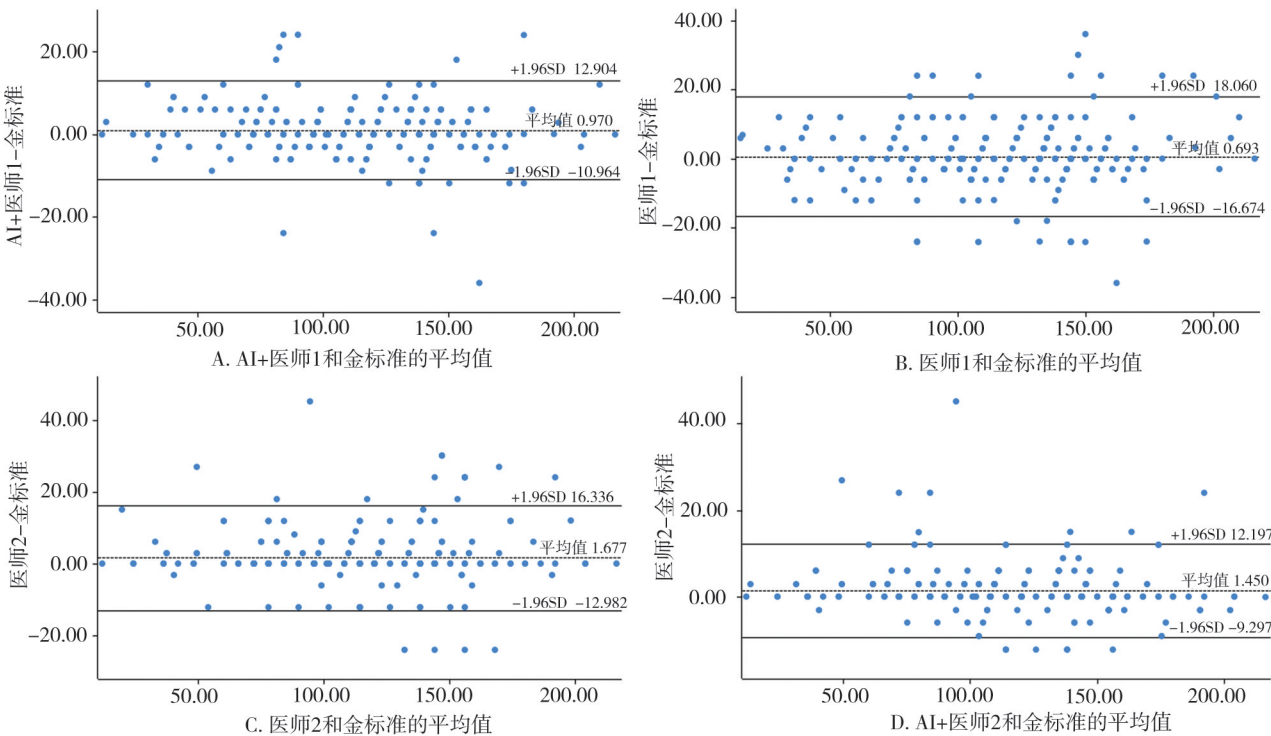 AI+医师1-金标准
20.00
0.00
-20.00
-40.00
+1.96SD 12.904
平均值 0.970
-1.96SD -10.964
50.00
100.00
150.00
200.00
A. AI+医师1和金标准的平均值
医师1-金标准
40.00
20.00
0.00
-20.00
-40.00
+1.96SD 18.060
平均值 0.693
-1.96SD -16.674
50.00
100.00
150.00
200.00
B. 医师1和金标准的平均值
医师2-金标准
40.00
20.00
0.00
-20.00
+1.96SD 16.336
平均值 1.677
-1.96SD -12.982
50.00
100.00
150.00
200.00
C. 医师2和金标准的平均值
医师2-金标准
40.00
20.00
0.00
+1.96SD 12.197
平均值 1.450
-1.96SD -9.297
50.00
100.00
150.00
200.00
D. AI+医师2和金标准的平均值